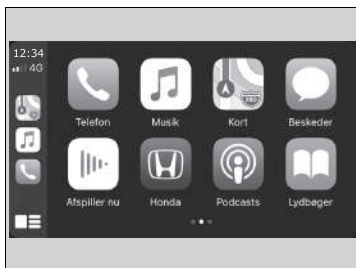 12:34
4G
Telefon
Musik
Kort
Beskeder
Afspiller nu
Honda
Podcasts
Lydbøger